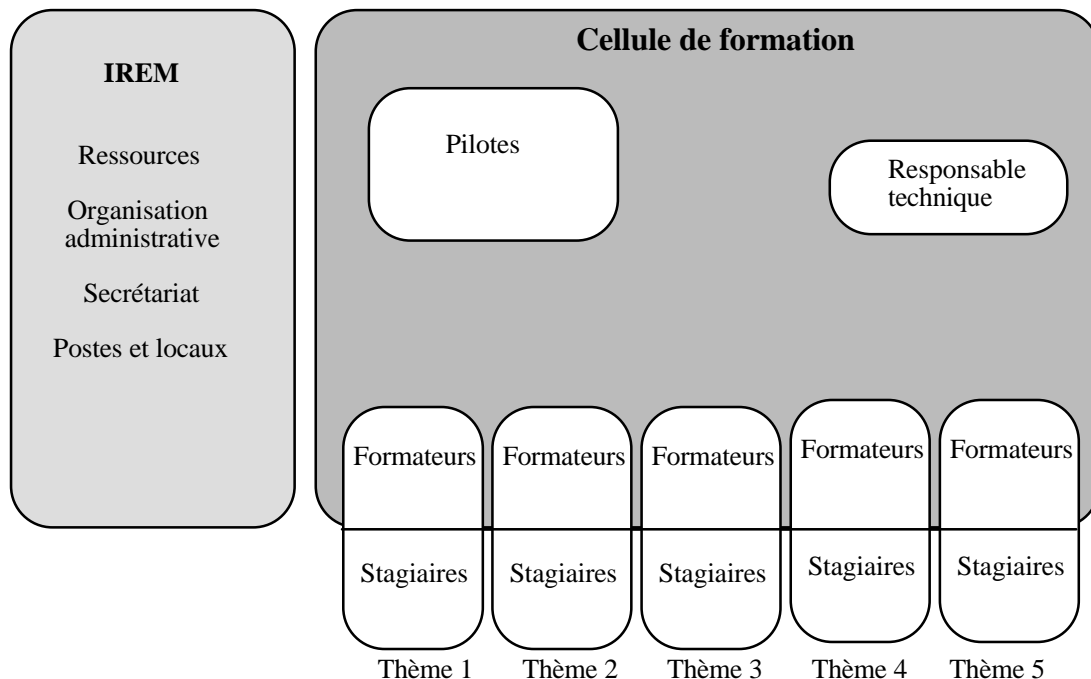 IREM
Ressources
Organisation
administrative
Secrétariat
Postes et locaux
Cellule de formation
Pilotes
Responsable
technique
Formateurs
Formateurs
Formateurs
Formateurs
Formateurs
Stagiaires
Stagiaires
Stagiaires
Stagiaires
Stagiaires
Thème 1
Thème 2
Thème 3
Thème 4
Thème 5